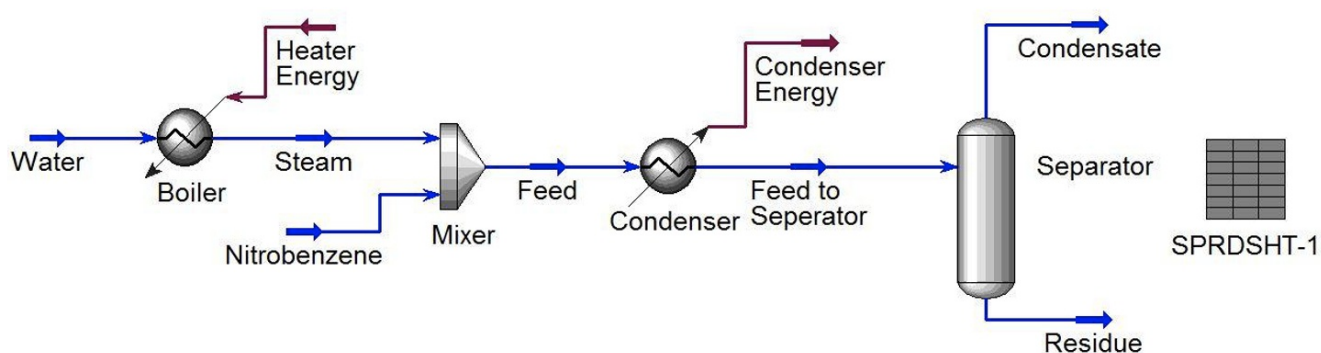 Heater
Energy
Water
Boiler
Steam
Nitrobenzene
Mixer
Feed
Condenser
Condenser
Energy
Feed to
Seperator
Condensate
Separator
Residue
SPRDSHT-1